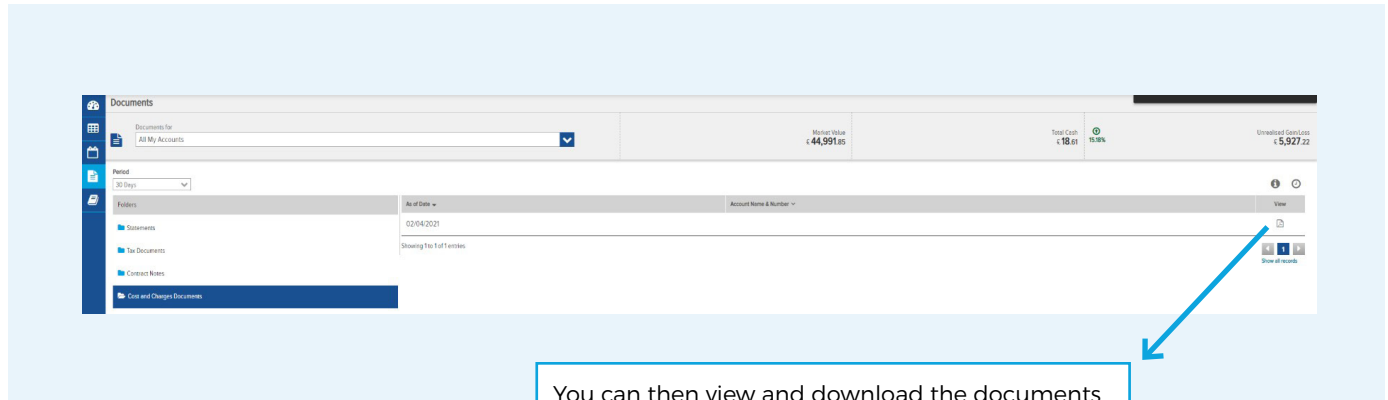 Documents
Documents for
All My Accounts
Market Value
£ 44,991.85
Total Cash
£ 18.61
15.18%
Unrealised Gain/Loss
£ 5,927.22
Period
30 Days
Folders
As of Date
Account Name & Number
View
Statements
02/04/2021
Tax Documents
Showing 1 to 1 of 1 entries
1
Show all records
Contract Notes
Cost and Charges Documents
You can then view and download the documents